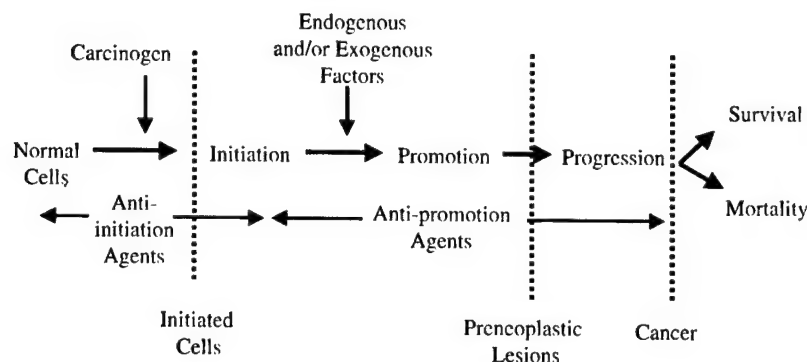 Endogenous
and/or Exogenous
Factors
Carcinogen
Survival
Normal
Cells
Initiation
Promotion
Progression
Mortality
Anti-
initiation
Agents
Anti-promotion
Agents
Initiated
Cells
Preneoplastic
Lesions
Cancer